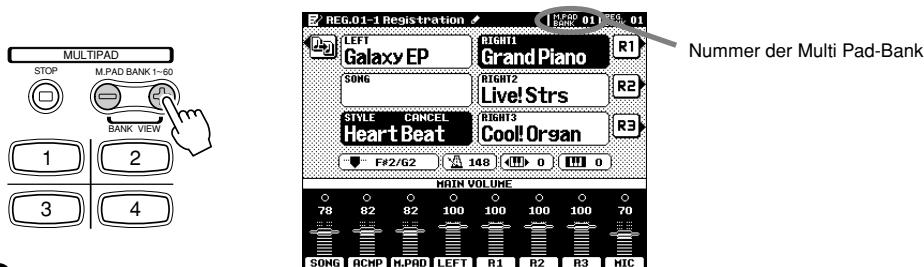 MULTIPAD
STOP
M.PAD BANK 1~60
BANK VIEW
1
2
3
4
REG.01-1 Registration
M.PAD BANK 01
REG. BANK 01
LEFT
Galaxy EP
RIGHT1
Grand Piano
R1
SONG
RIGHT2
Live! Strs
R2
STYLE CANCEL
Heart Beat
RIGHT3
Cool! Organ
R3
F#2/G2
148
0
0
MAIN VOLUME
78 82 82 100 100 100 100 70
SONG ACMP M.PAD LEFT R1 R2 R3 MIC
Nummer der Multi Pad-Bank